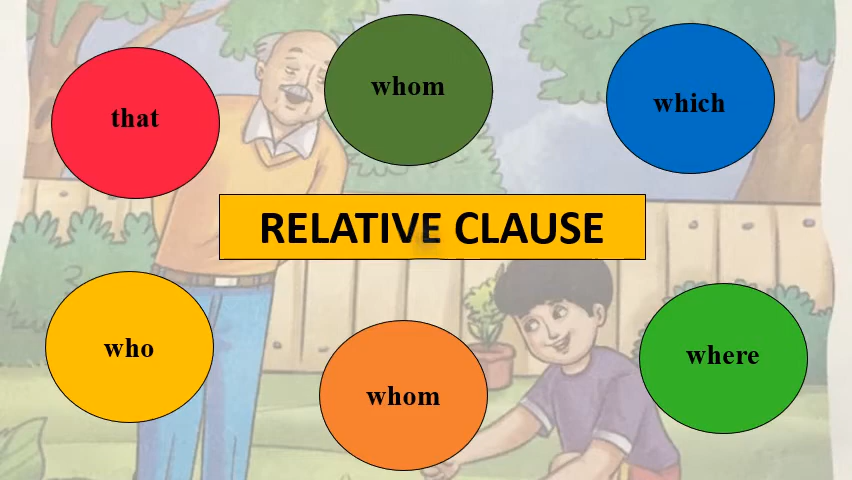 that
whom
which
RELATIVE CLAUSE
who
whom
where